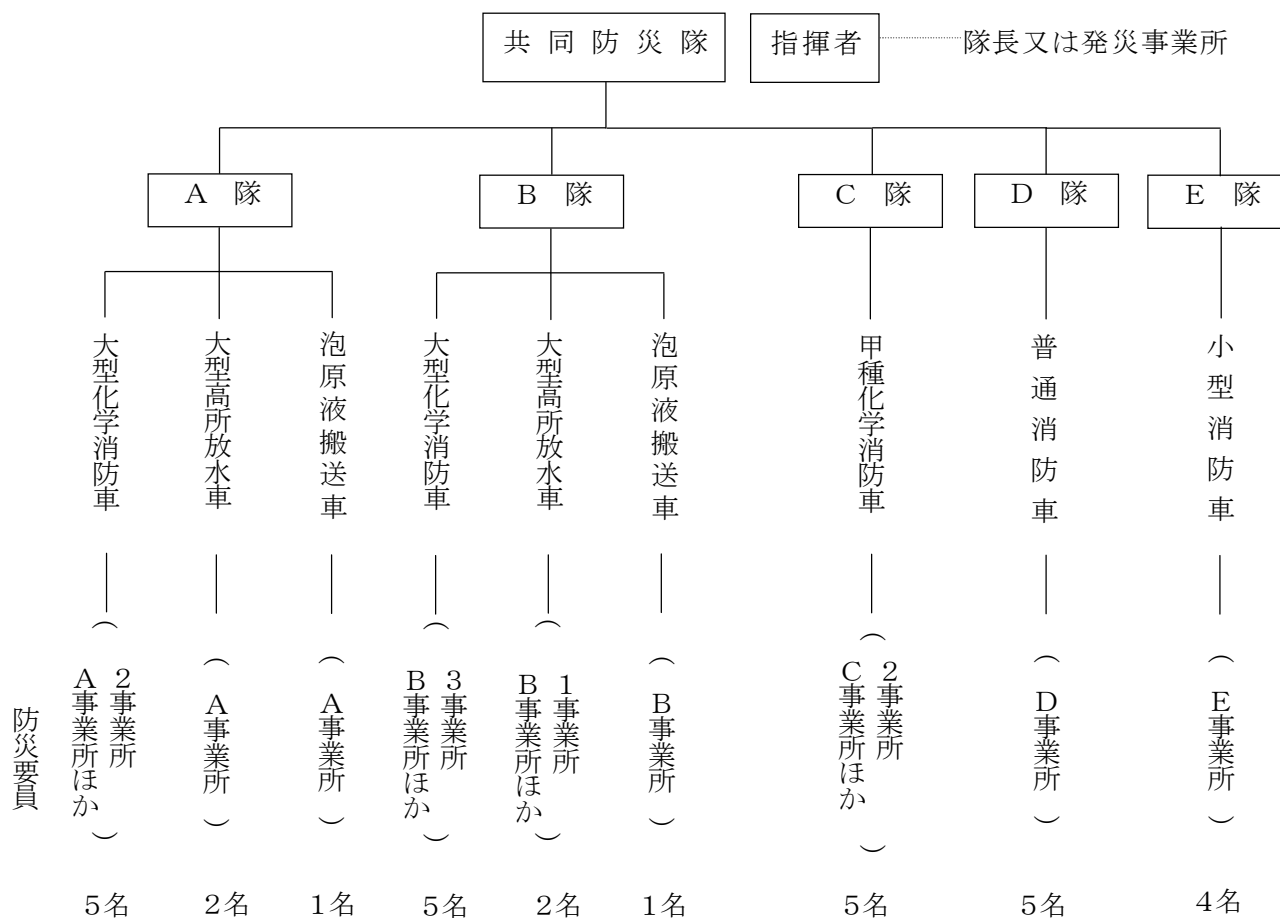 共同防災隊
指揮者
隊長又は発災事業所
A 隊
B 隊
C 隊
D 隊
E 隊
大型化学消防車
大型高所放水車
泡原液搬送車
大型化学消防車
大型高所放水車
泡原液搬送車
甲種化学消防車
普通消防車
小型消防車
防災要員
（A事業所ほか
2事業所）
（A事業所）
（A事業所）
（B事業所ほか
3事業所）
（B事業所ほか
1事業所）
（B事業所）
（C事業所ほか
2事業所）
（D事業所）
（E事業所）
5名
2名
1名
5名
2名
1名
5名
5名
4名